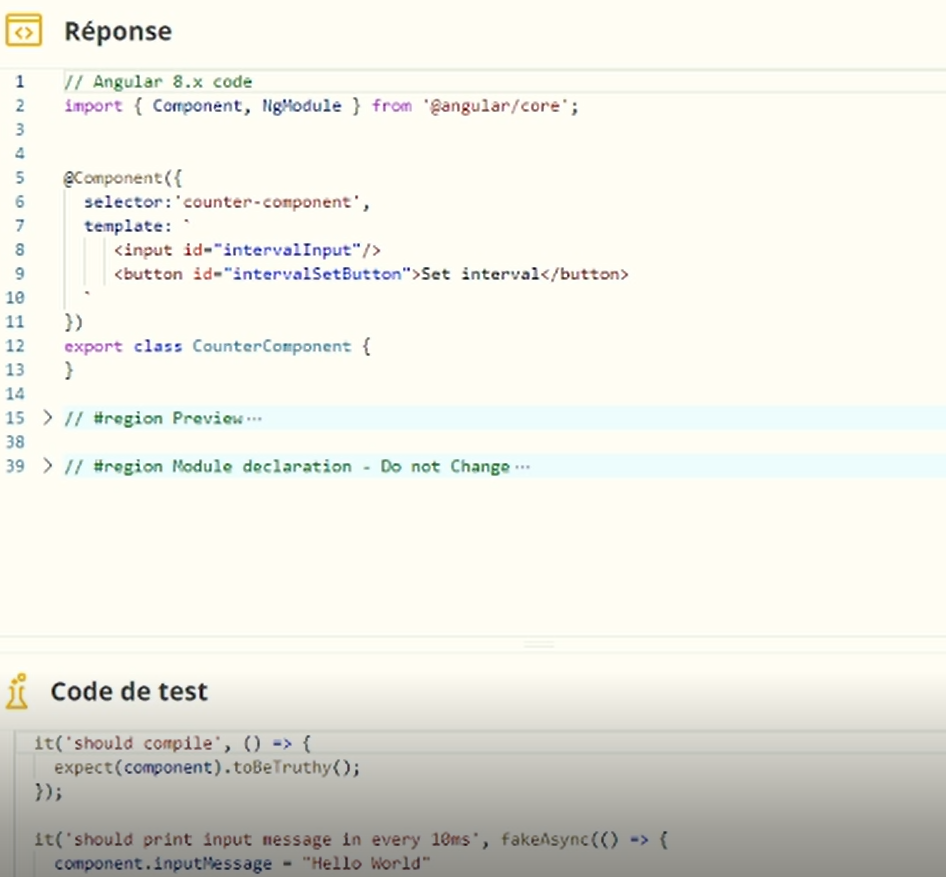 Réponse
1 // Angular 8.x code
2 import { Component, NgModule } from '@angular/core';
3
4
5 @Component({
6 selector:'counter-component',
7 template: `
8 <input id="intervalInput"/>
9 <button id="intervalSetButton">Set interval</button>
10 `
11 })
12 export class CounterComponent {
13 }
14
15 // #region Preview···
38
39 // #region Module declaration - Do not Change···
Code de test
it('should compile', () => {
expect(component).toBeTruthy();
});
it('should print input message in every 10ms', fakeAsync(() => {
component.inputMessage = "Hello World"